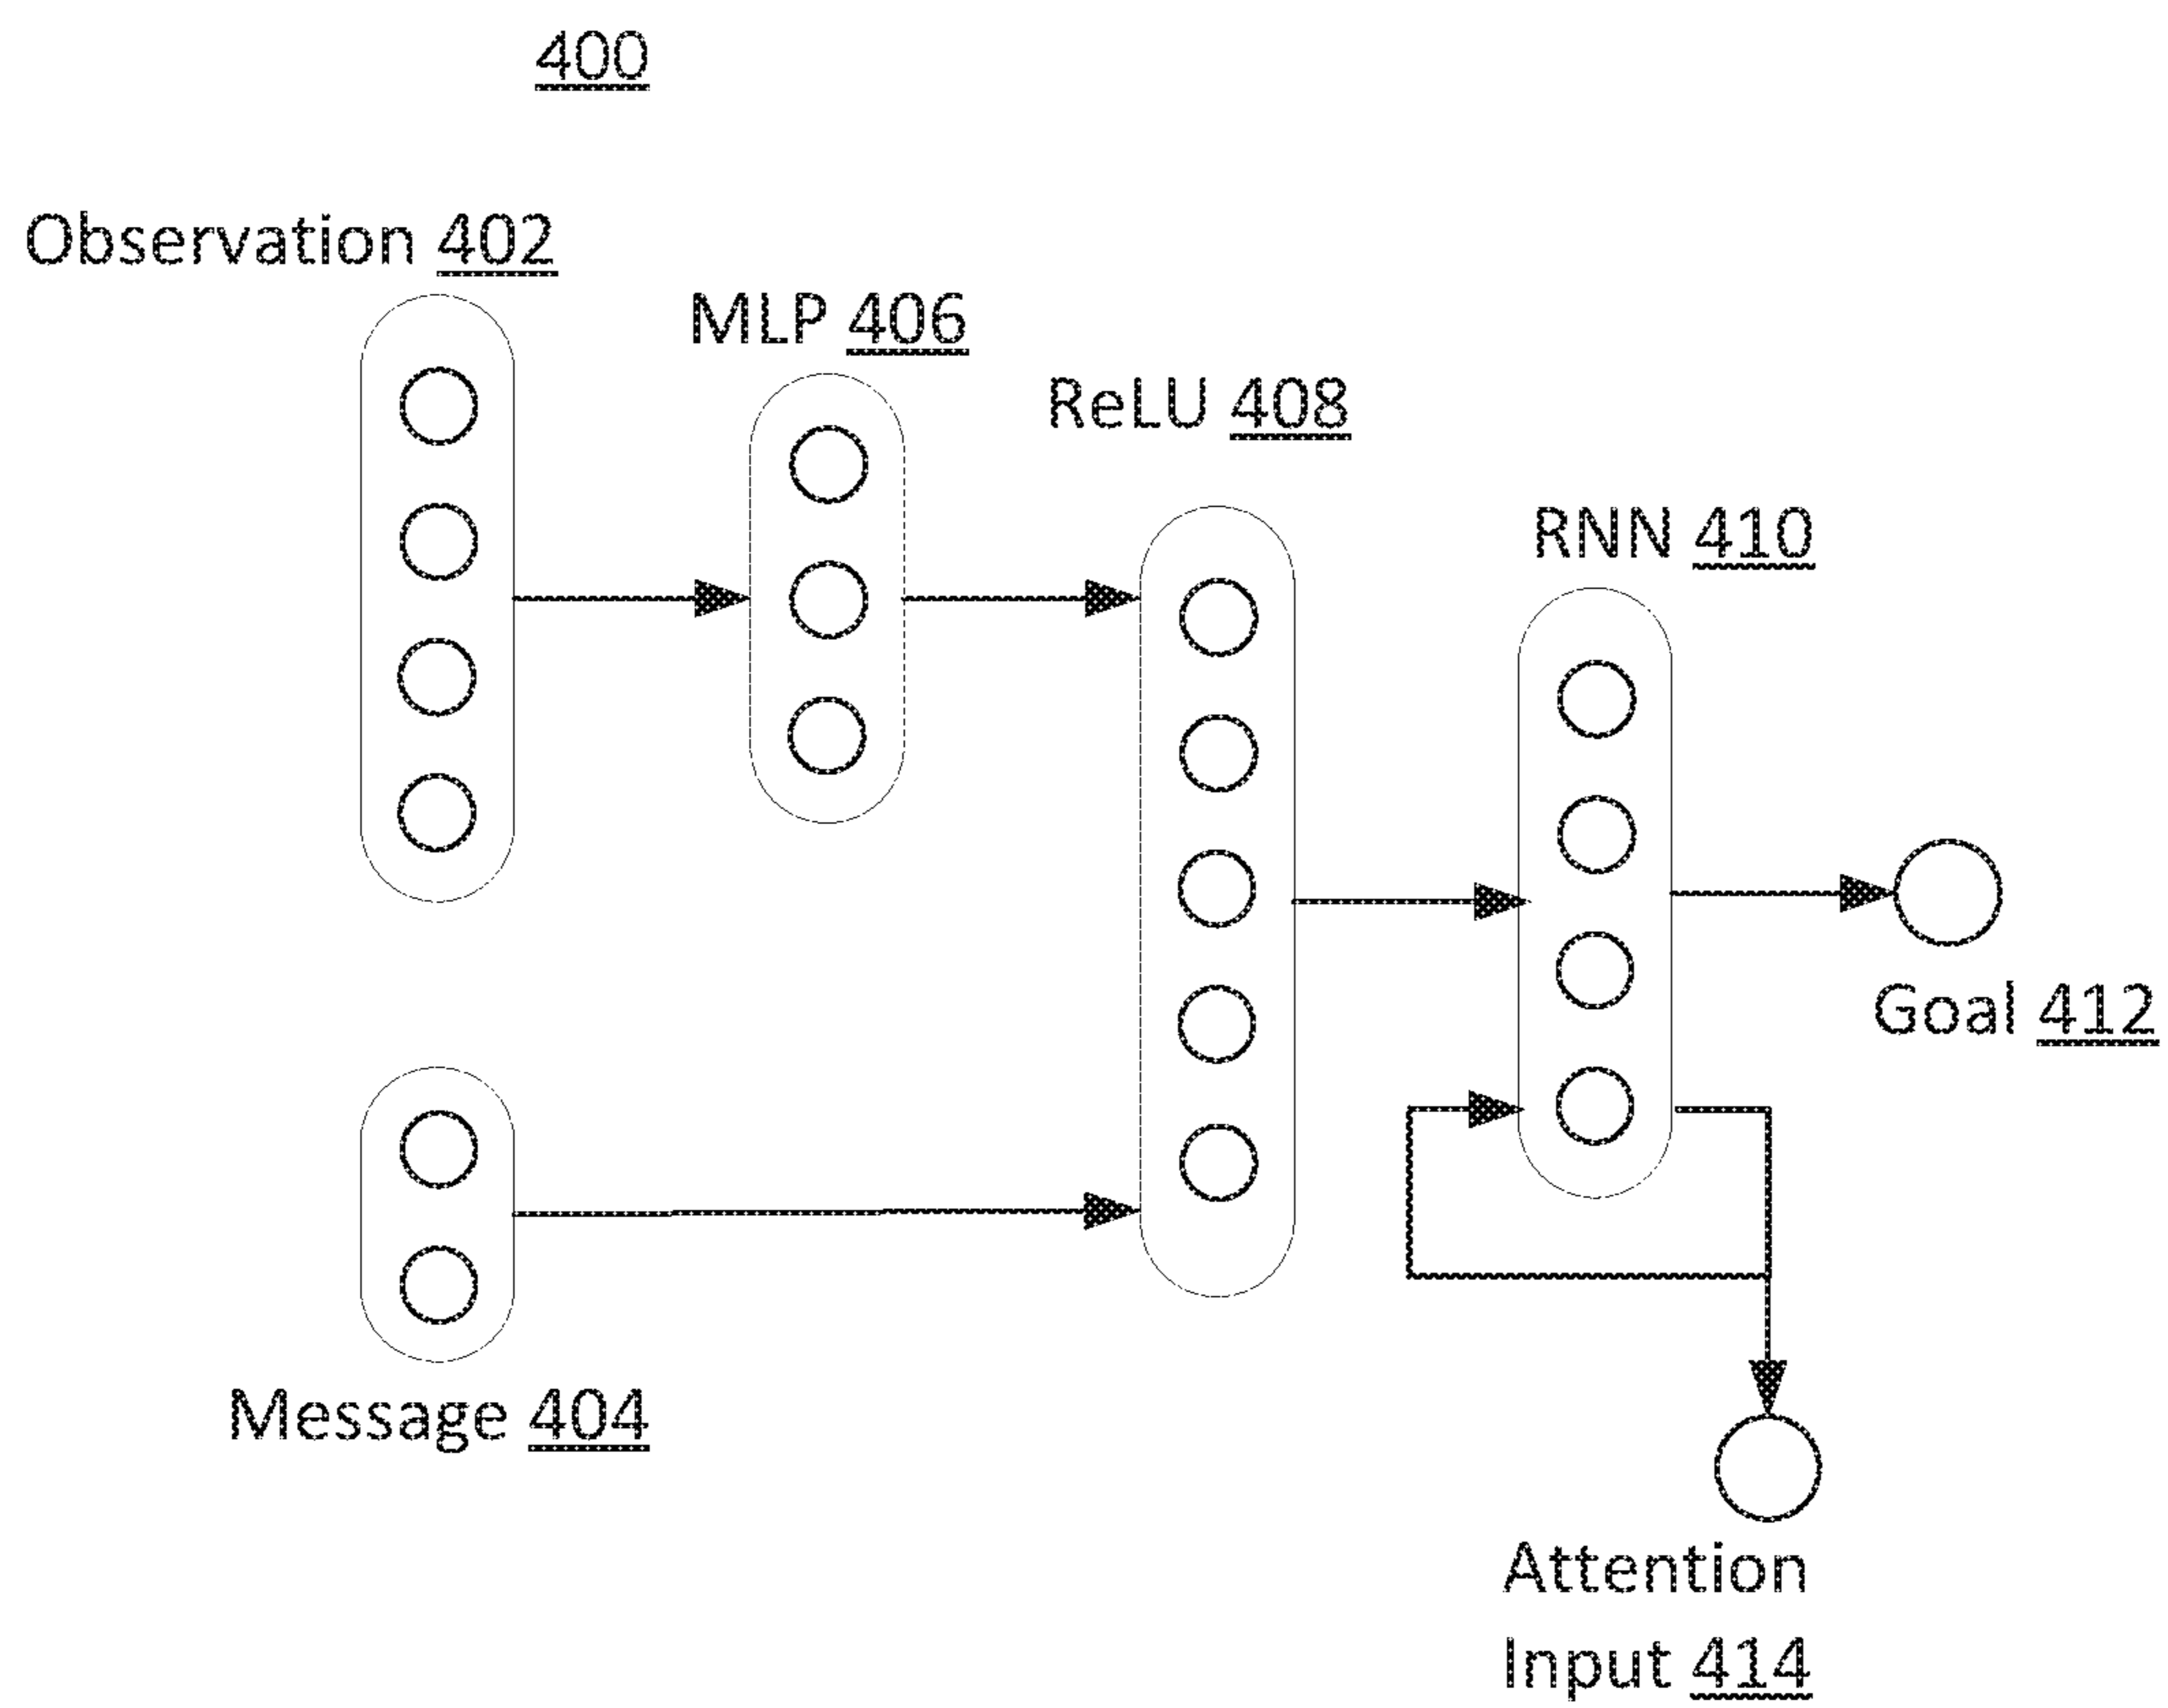 400
Observation 402
MLP 406
ReLU 408
RNN 410
Goal 412
Message 404
Attention
Input 414